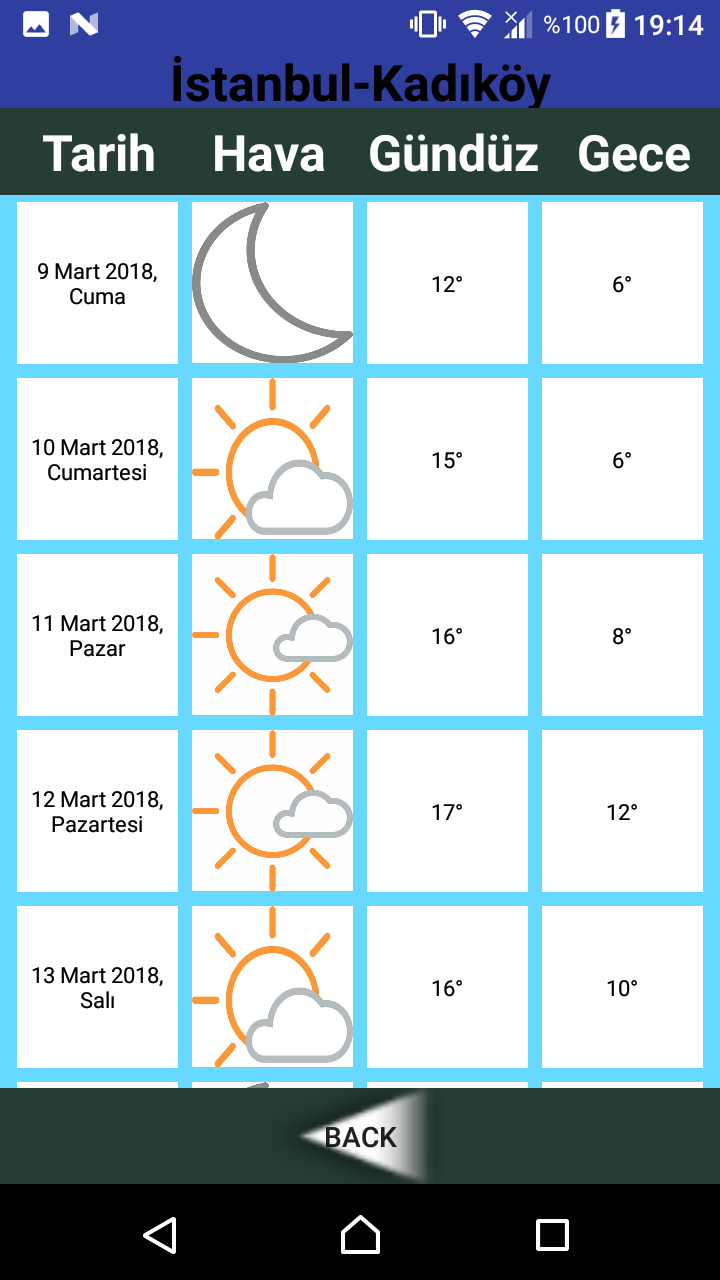 %100 19:14
İstanbul-Kadıköy
Tarih Hava Gündüz Gece
9 Mart 2018,
Cuma
12° 6°
10 Mart 2018,
Cumartesi
15° 6°
11 Mart 2018,
Pazar
16° 8°
12 Mart 2018,
Pazartesi
17° 12°
13 Mart 2018,
Salı
16° 10°
BACK